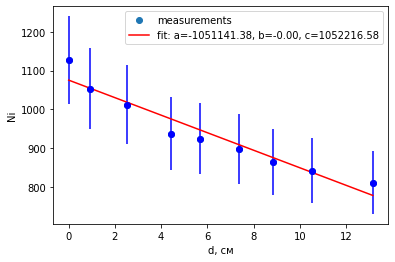 measurements
fit: a=-1051141.38, b=-0.00, c=1052216.58
1200
1100
1000
900
800
Ni
0 2 4 6 8 10 12
d, см